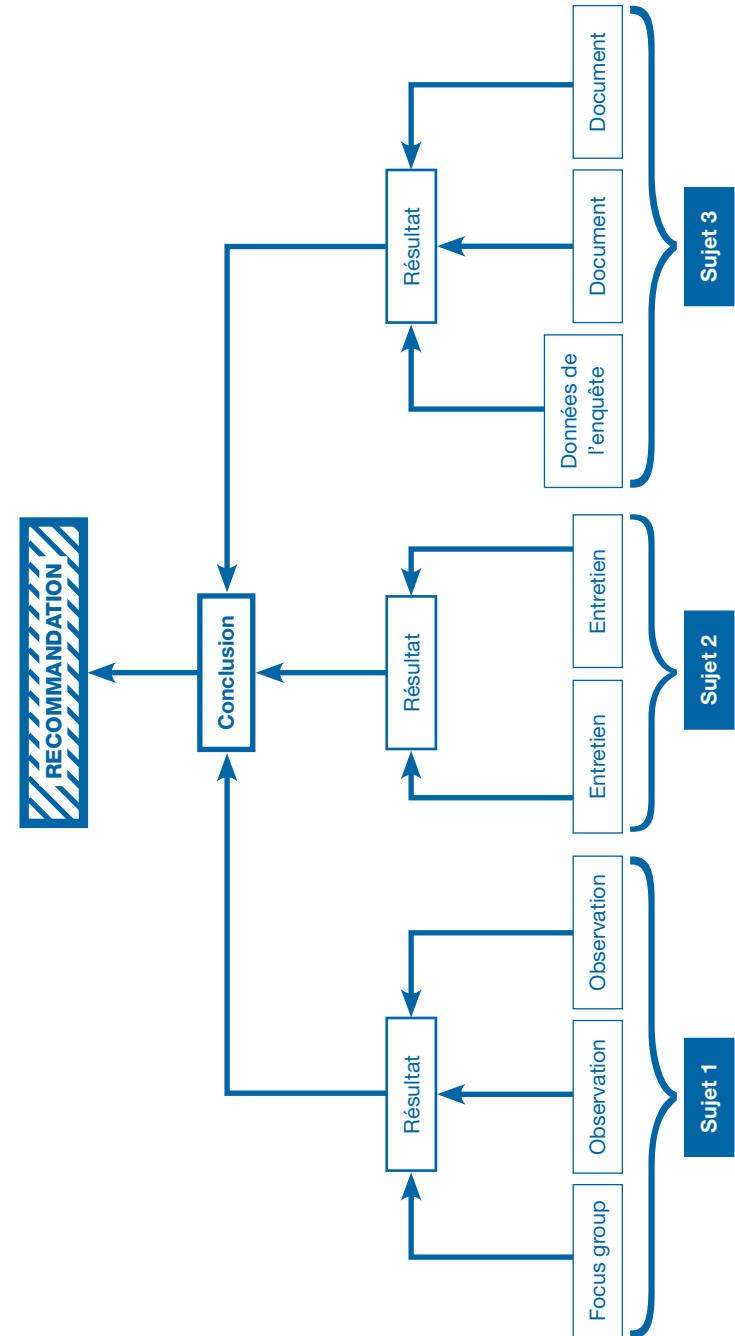 RECOMMANDATION
Conclusion
Résultat
Résultat
Résultat
Focus group
Observation
Observation
Entretien
Entretien
Données de
l'enquête
Document
Document
Sujet 1
Sujet 2
Sujet 3